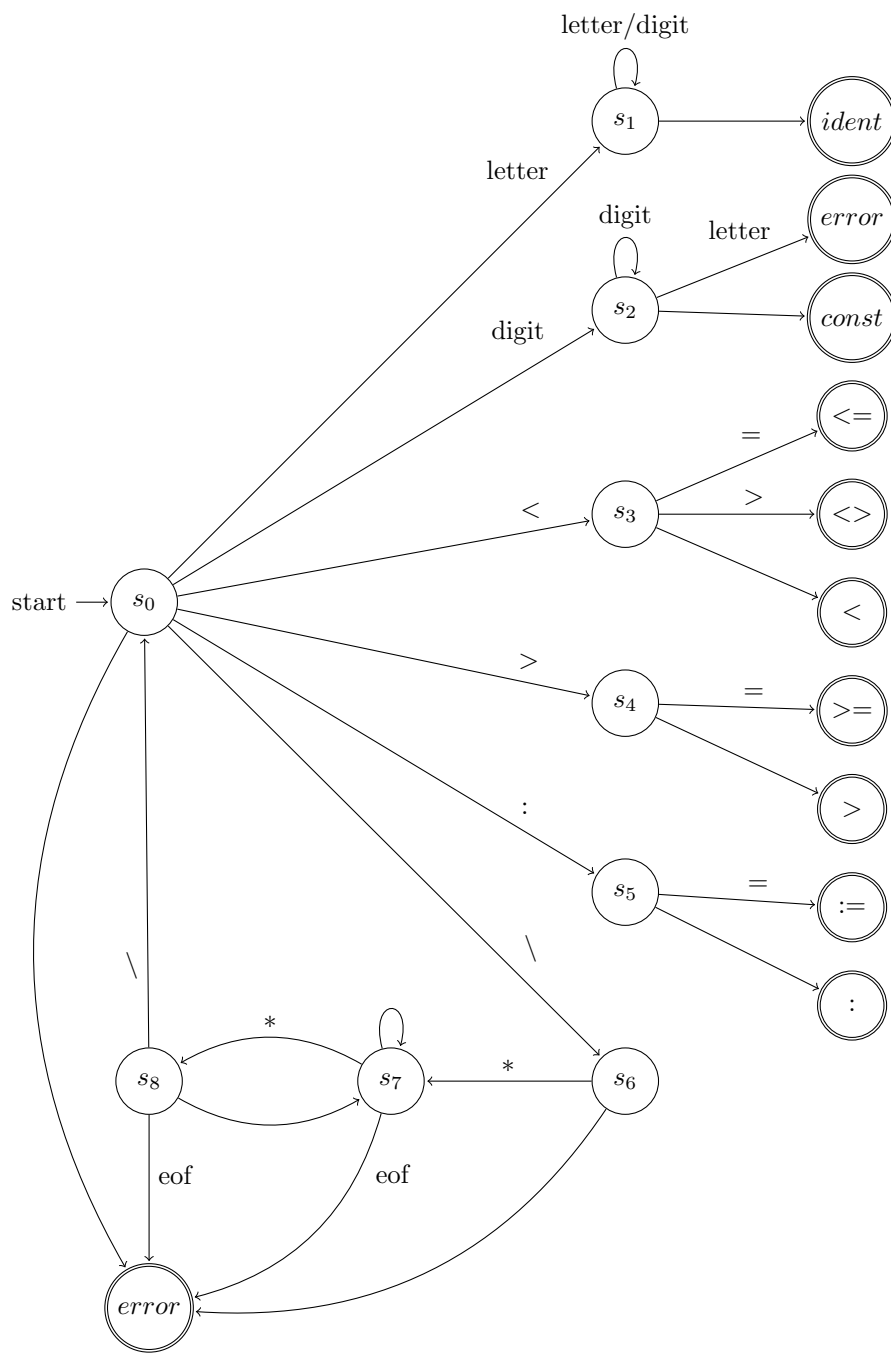 letter/digit
s1
ident
letter
error
digit
letter
s2
digit
const
<=
=
s3
>
<>
<
start
s0
<
>
s4
=
>=
>
:
s5
=
:=
\
\
:
*
*
s8
s7
s6
eof
eof
error